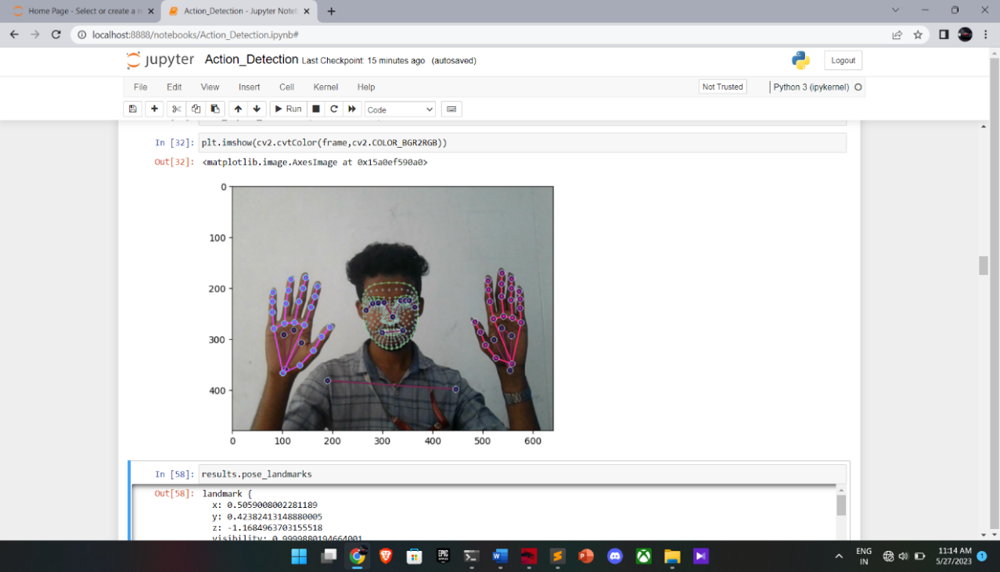 Home Page - Select or create a n
Action_Detection - Jupyter Note
localhost:8888/notebooks/Action_Detection.ipynb#
jupyter Action_Detection Last Checkpoint: 15 minutes ago (autosaved)
Logout
File Edit View Insert Cell Kernel Help
Not Trusted
Python 3 (ipykernel)
Run
Code
In [32]: plt.imshow(cv2.cvtColor(frame,cv2.COLOR_BGR2RGB))
Out[32]: <matplotlib.image.AxesImage at 0x15a0ef590a0>
0
100
200
300
400
0 100 200 300 400 500 600
In [58]: results.pose_landmarks
Out[58]: landmark {
x: 0.5059008002281189
y: 0.42382413148880005
z: -1.1684963703155518
visibility: 0.9999880194664001
EPIC
GAMES
ENG
IN
11:14 AM
5/27/2023
1